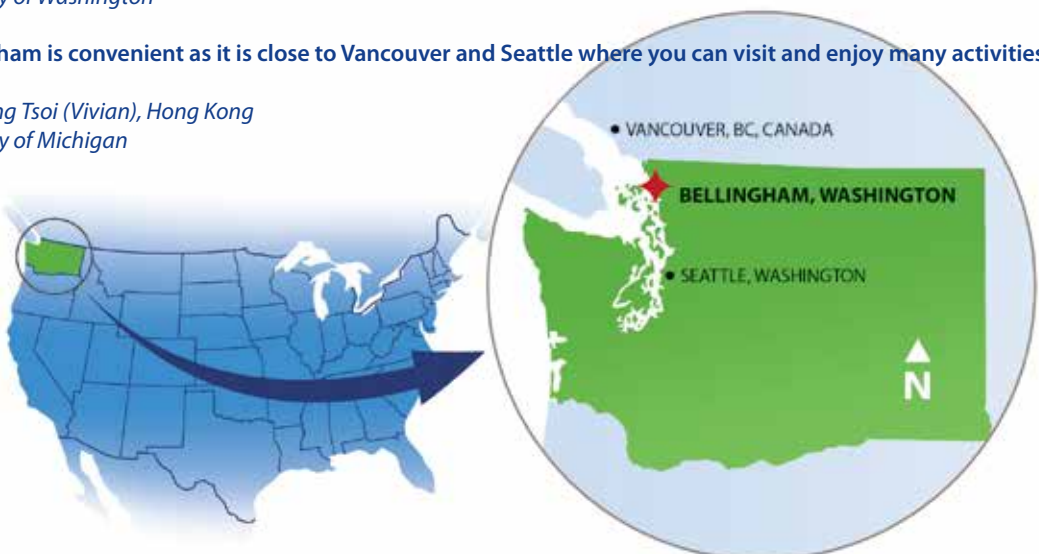 y of Washington
ham is convenient as it is close to Vancouver and Seattle where you can visit and enjoy many activities
ng Tsoi (Vivian), Hong Kong
y of Michigan
VANCOUVER, BC, CANADA
BELLINGHAM, WASHINGTON
SEATTLE, WASHINGTON
N